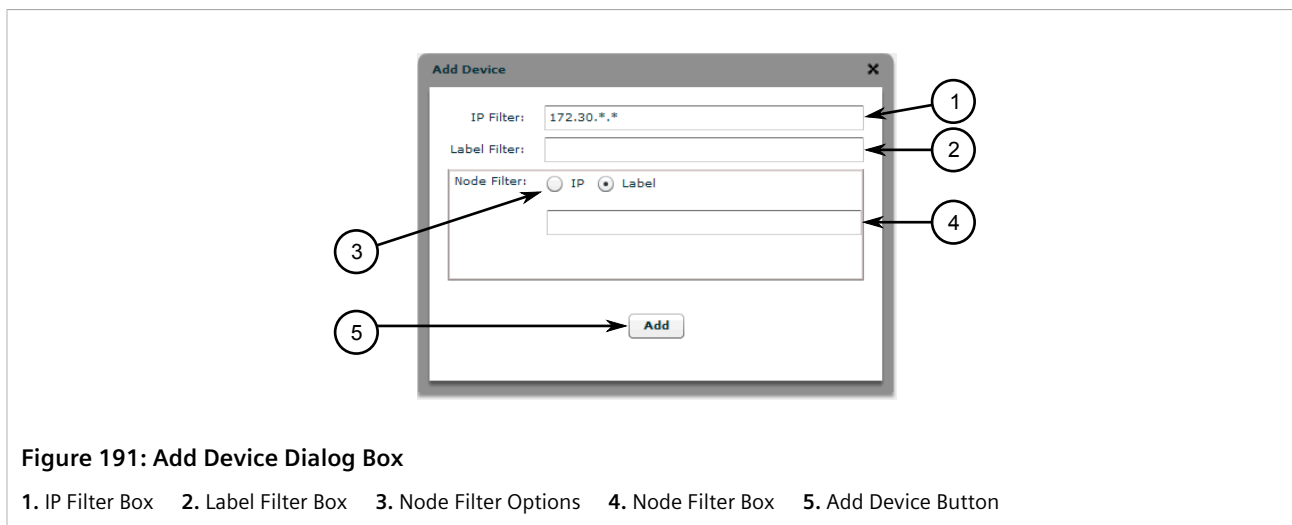 Add Device
IP Filter: 172.30.*.*
1
Label Filter:
2
Node Filter: IP Label
3
4
5
Add
Figure 191: Add Device Dialog Box
1. IP Filter Box 2. Label Filter Box 3. Node Filter Options 4. Node Filter Box 5. Add Device Button